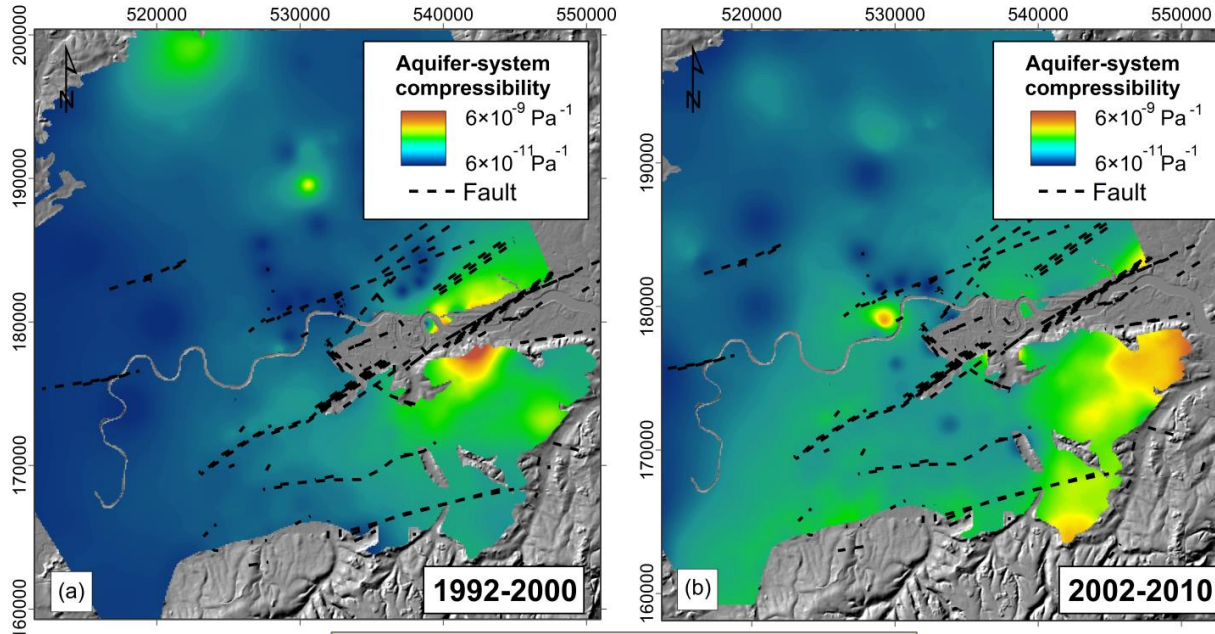 520000 530000 540000 550000
200000
190000
180000
170000
160000
N
Aquifer-system
compressibility
6×10⁻⁹ Pa⁻¹
6×10⁻¹¹Pa⁻¹
Fault
(a)
1992-2000
520000 530000 540000 550000
190000
180000
170000
160000
N
Aquifer-system
compressibility
6×10⁻⁹ Pa⁻¹
6×10⁻¹¹Pa⁻¹
Fault
(b)
2002-2010